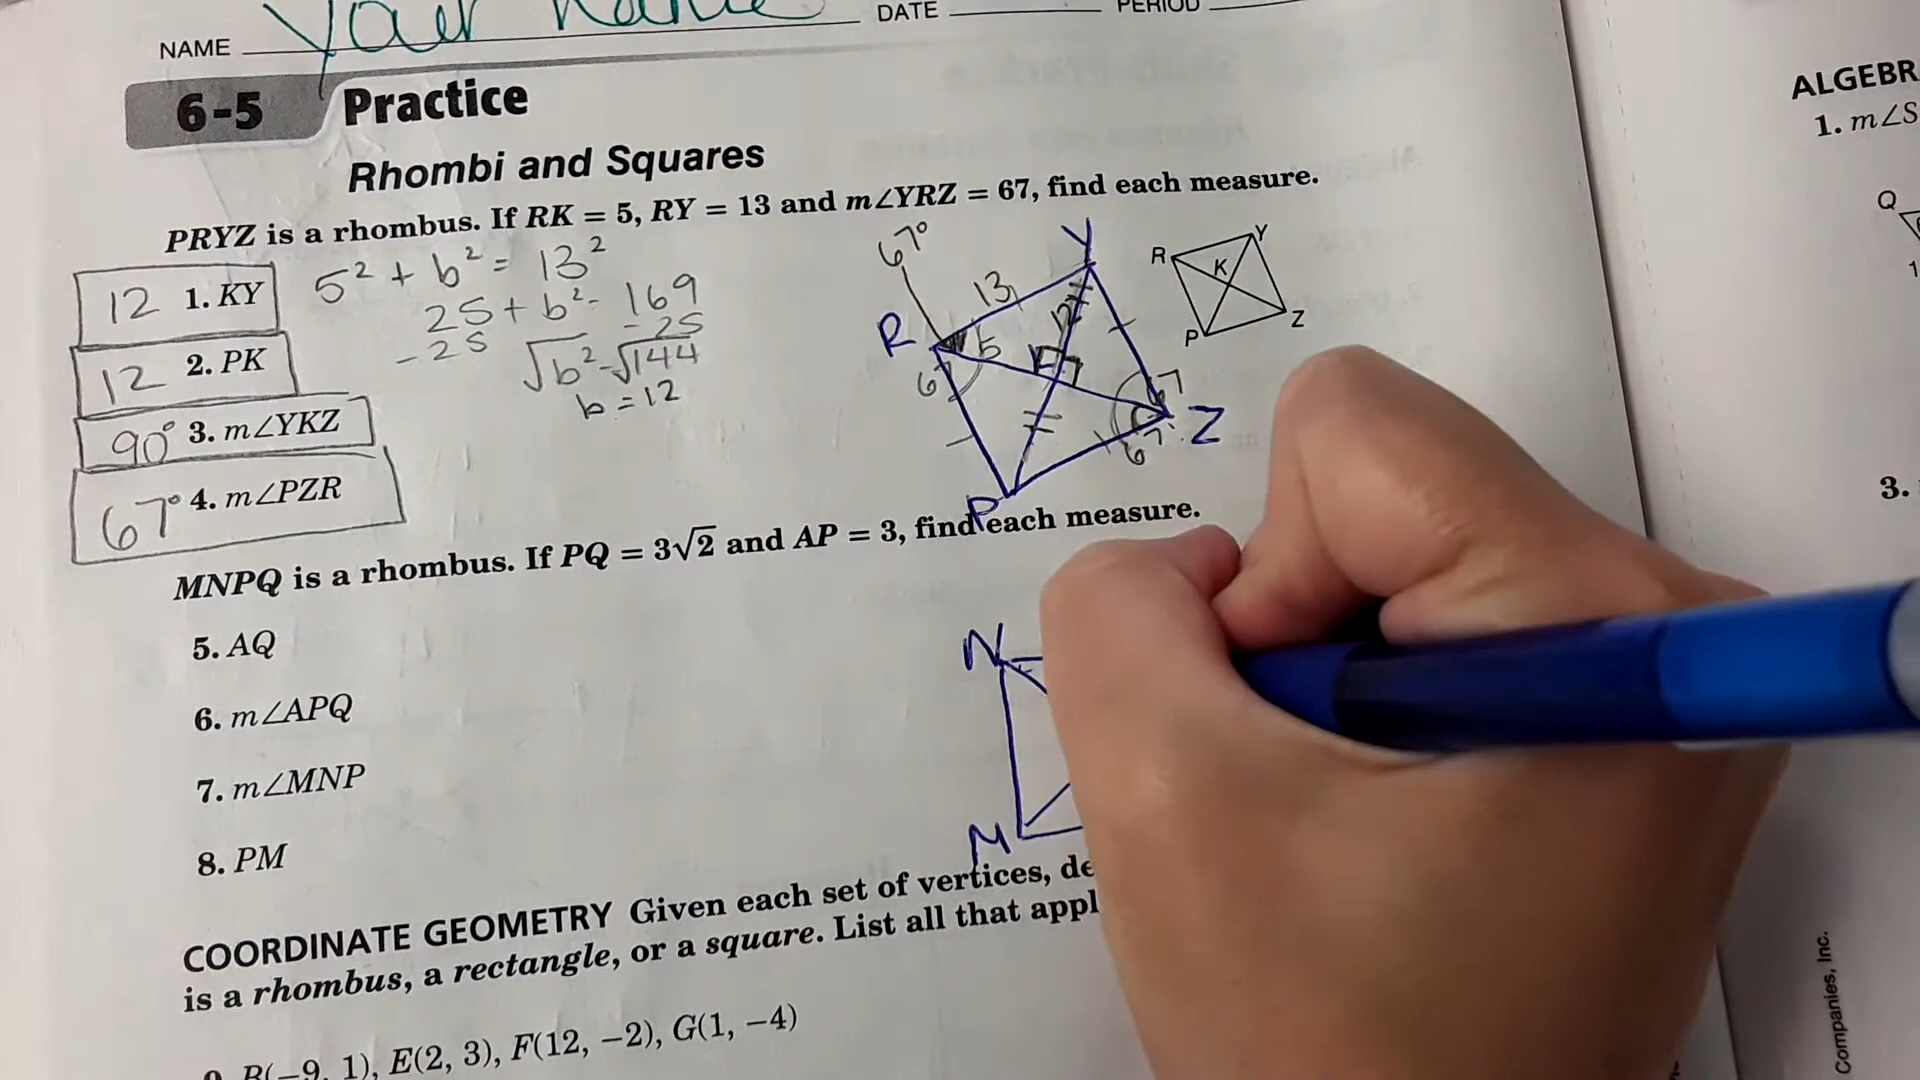 Your Name
NAME DATE PERIOD
6-5 Practice
Rhombi and Squares
PRYZ is a rhombus. If RK = 5, RY = 13 and m∠YRZ = 67, find each measure.
12 1. KY
5² + b² = 13²
25 + b² = 169
-25 -25
√b² = √144
b = 12
12 2. PK
90° 3. m∠YKZ
67° 4. m∠PZR
67°
Y
13
12
R
5
K
67
67
Z
67
P
R
Y
K
P
Z
MNPQ is a rhombus. If PQ = 3√2 and AP = 3, find each measure.
5. AQ
6. m∠APQ
7. m∠MNP
8. PM
N
M
COORDINATE GEOMETRY Given each set of vertices,
is a rhombus, a rectangle, or a square. List all that
B(−9, 1), E(2, 3), F(12, −2), G(1, −4)
1. m∠S
Q
3.
Companies, Inc.